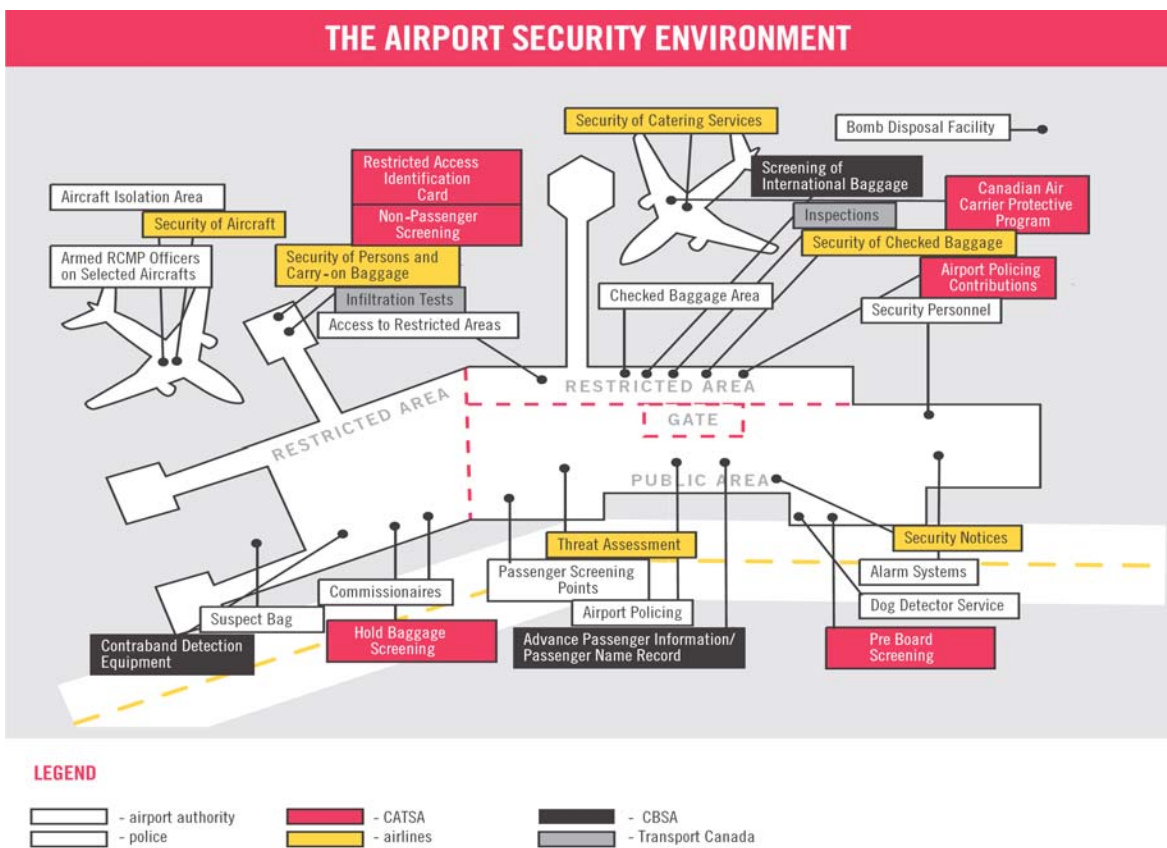 THE AIRPORT SECURITY ENVIRONMENT
Security of Catering Services
Bomb Disposal Facility
Restricted Access
Identification
Card
Screening of
International Baggage
Aircraft Isolation Area
Canadian Air
Carrier Protective
Program
Non-Passenger
Screening
Inspections
Security of Aircraft
Security of Checked Baggage
Armed RCMP Officers
on Selected Aircrafts
Security of Persons and
Carry-on Baggage
Airport Policing
Contributions
Infiltration Tests
Checked Baggage Area
Security Personnel
Access to Restricted Areas
RESTRICTED AREA
RESTRICTED AREA
GATE
PUBLIC AREA
Threat Assessment
Security Notices
Passenger Screening
Points
Alarm Systems
Commissionaires
Airport Policing
Dog Detector Service
Suspect Bag
Hold Baggage
Screening
Advance Passenger Information/
Passenger Name Record
Pre Board
Screening
Contraband Detection
Equipment
LEGEND
- airport authority
- CATSA
- CBSA
- police
- airlines
- Transport Canada